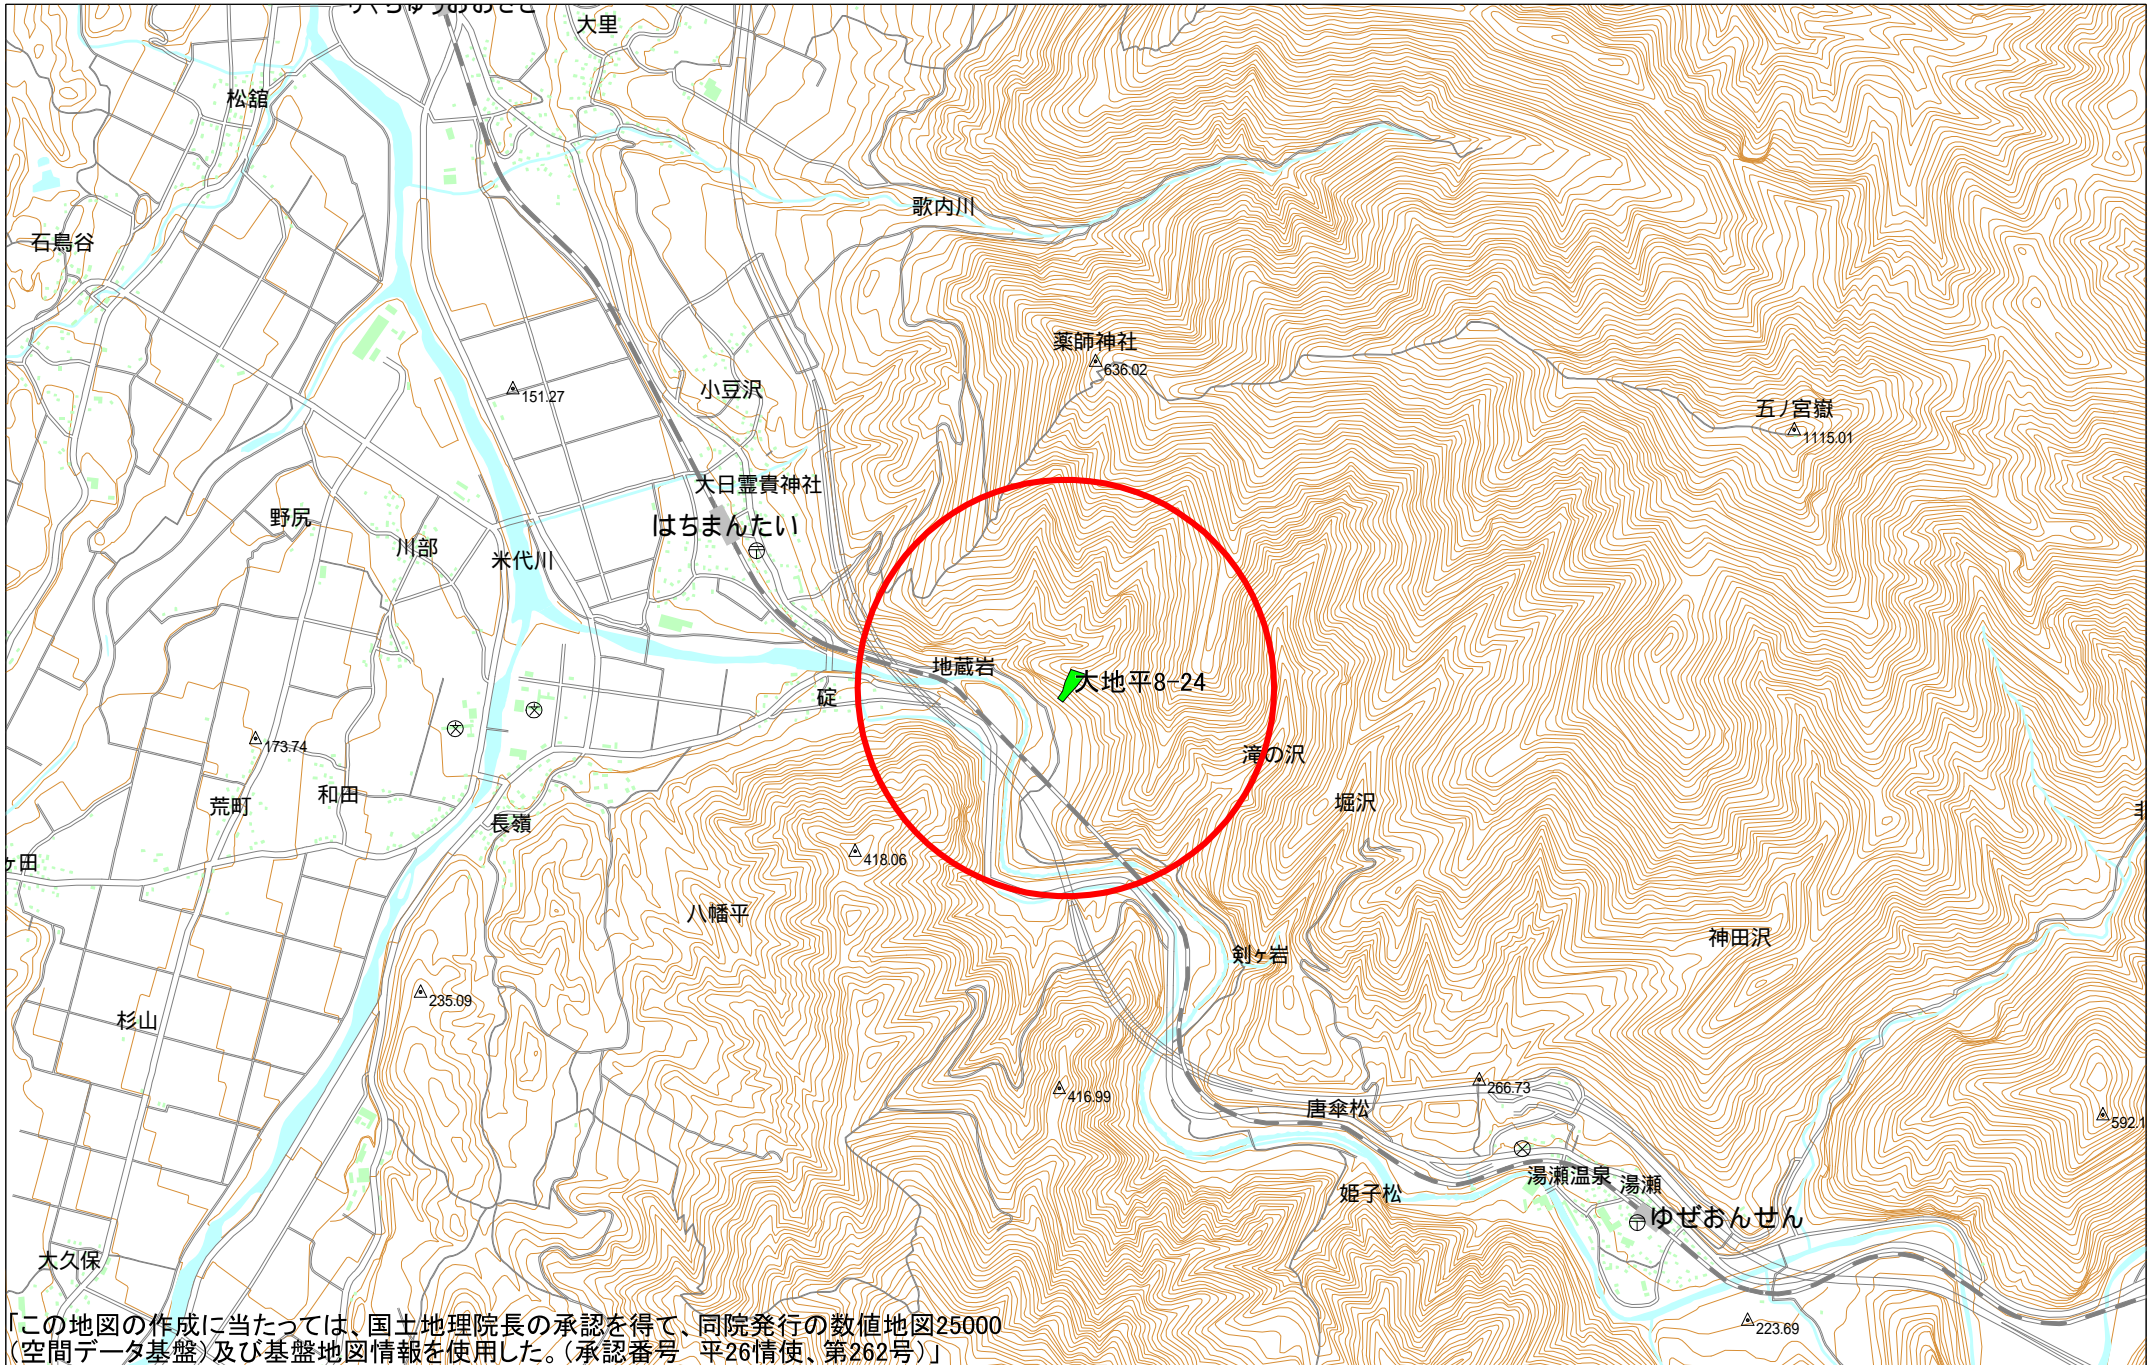 大里
松舘
歌内川
石鳥谷
薬師神社
636.02
151.27
小豆沢
五ノ宮嶽
1115.01
大日霊貴神社
はちまんたい
野尻
川部
米代川
地蔵岩
大地平8-24
碇
173.74
滝の沢
荒町
和田
長嶺
堀沢
418.06
ヶ田
八幡平
神田沢
剣ヶ岩
235.09
杉山
416.99
266.73
唐傘松
592.1
湯瀬温泉
湯瀬
姫子松
ゆぜおんせん
大久保
223.69
「この地図の作成に当たっては、国土地理院長の承認を得て、同院発行の数値地図25000
(空間データ基盤)及び基盤地図情報を使用した。(承認番号 平26情使、第262号)」